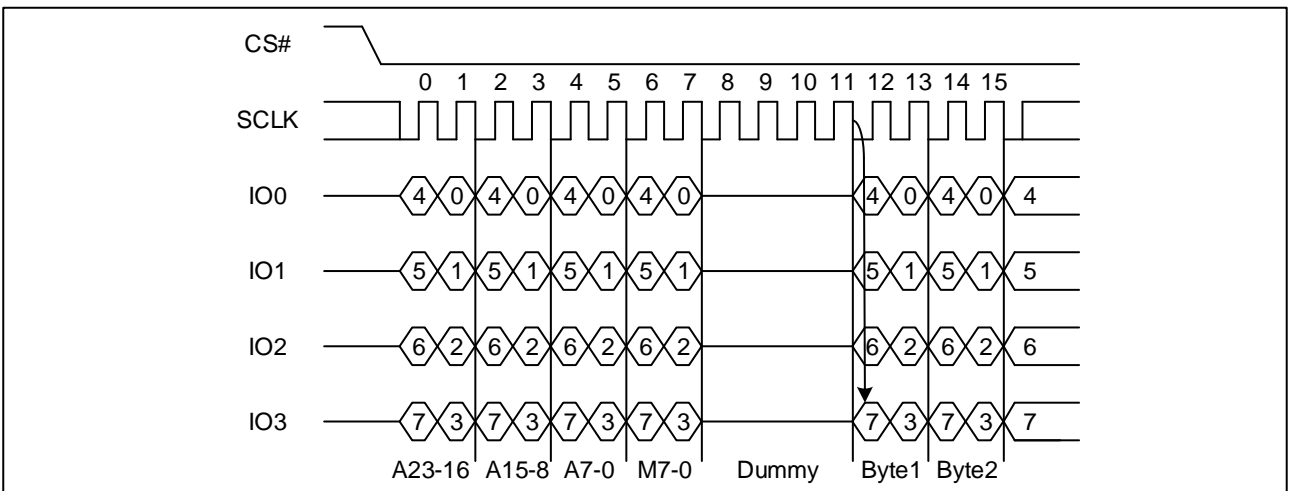 CS#
0 1 2 3 4 5 6 7 8 9 10 11 12 13 14 15
SCLK
IO0 4 0 4 0 4 0 4 0 4 0 4 0 4
IO1 5 1 5 1 5 1 5 1 5 1 5 1 5
IO2 6 2 6 2 6 2 6 2 6 2 6 2 6
IO3 7 3 7 3 7 3 7 3 7 3 7 3 7
A23-16 A15-8 A7-0 M7-0 Dummy Byte1 Byte2